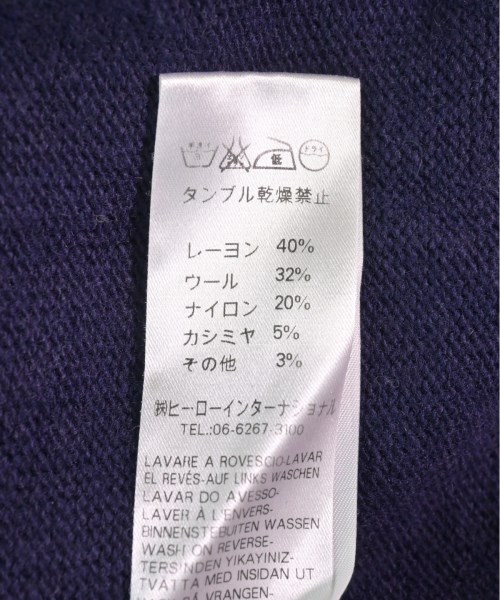 手洗イ
低
ドライ
タンブル乾燥禁止
レーヨン 40%
ウール 32%
ナイロン 20%
カシミヤ 5%
その他 3%
㈱ヒー・ローインターナショナル
TEL.:06-6267-3100
LAVARE A ROVESCIO-LAVAR
EL REVÉS-AUF LINKS WASCHEN
LAVAR DO AVESSO-
LAVER À L'ENVERS-
BINNENSTEBUITEN WASSEN
WASH ON REVERSE-
TERSINDEN YIKAYINIZ-
TVÄTTA MED INSIDAN UT